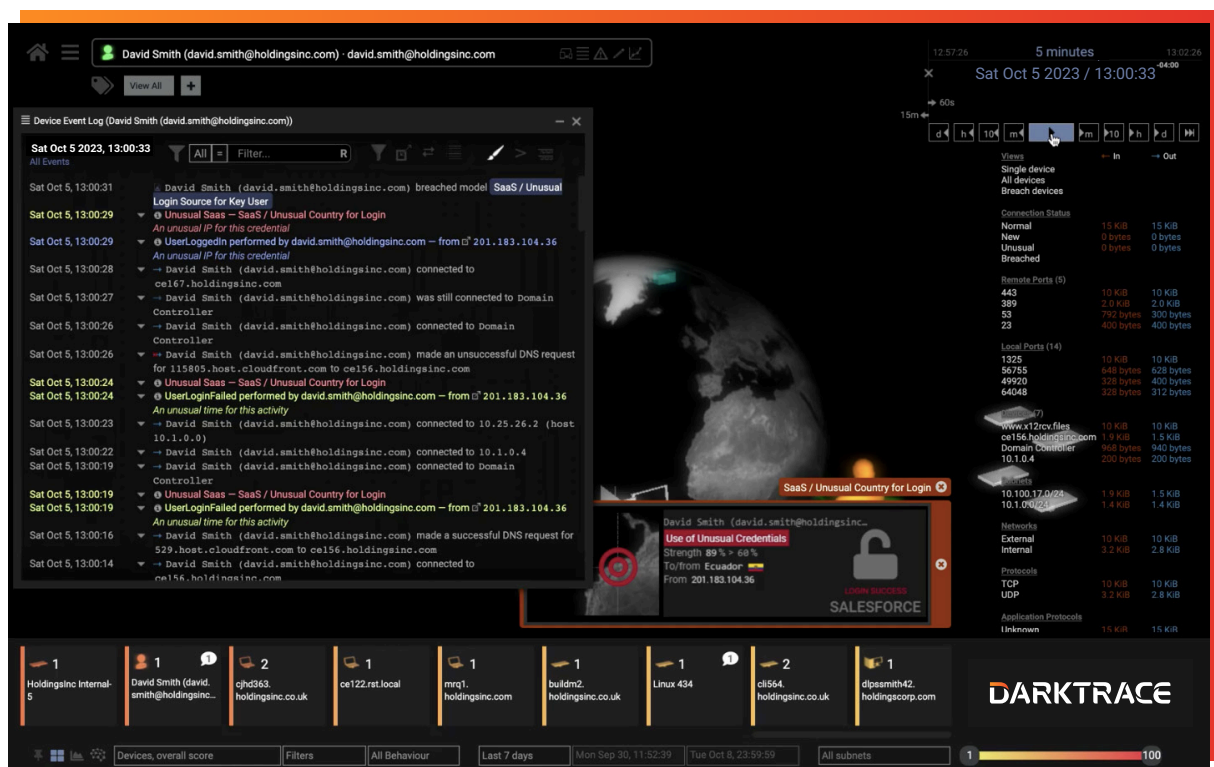 David Smith (david.smith@holdingsinc.com) · david.smith@holdingsinc.com
View All +
12:57:26 5 minutes 13:02:26
Sat Oct 5 2023 / 13:00:33 -04:00
60s
15m
d h 10 m m 10 h d
Device Event Log (David Smith (david.smith@holdingsinc.com))
Sat Oct 5 2023, 13:00:33
All Events
All = Filter... R
Sat Oct 5, 13:00:31 David Smith (david.smith@holdingsinc.com) breached model SaaS / Unusual
Login Source for Key User
Sat Oct 5, 13:00:29 Unusual Saas — SaaS / Unusual Country for Login
An unusual IP for this credential
Sat Oct 5, 13:00:29 UserLoggedIn performed by david.smith@holdingsinc.com — from 201.183.104.36
An unusual IP for this credential
Sat Oct 5, 13:00:28 → David Smith (david.smith@holdingsinc.com) connected to
ce167.holdingsinc.com
Sat Oct 5, 13:00:27 → David Smith (david.smith@holdingsinc.com) was still connected to Domain
Controller
Sat Oct 5, 13:00:26 → David Smith (david.smith@holdingsinc.com) connected to Domain
Controller
Sat Oct 5, 13:00:26 David Smith (david.smith@holdingsinc.com) made an unsuccessful DNS request
for 115805.host.cloudfront.com to ce156.holdingsinc.com
Sat Oct 5, 13:00:24 Unusual Saas — SaaS / Unusual Country for Login
Sat Oct 5, 13:00:24 UserLoginFailed performed by david.smith@holdingsinc.com — from 201.183.104.36
An unusual time for this activity
Sat Oct 5, 13:00:23 → David Smith (david.smith@holdingsinc.com) connected to 10.25.26.2 (host
10.1.0.0)
Sat Oct 5, 13:00:22 → David Smith (david.smith@holdingsinc.com) connected to 10.1.0.4
Sat Oct 5, 13:00:19 → David Smith (david.smith@holdingsinc.com) connected to Domain
Controller
Sat Oct 5, 13:00:19 Unusual Saas — SaaS / Unusual Country for Login
Sat Oct 5, 13:00:19 UserLoginFailed performed by david.smith@holdingsinc.com — from 201.183.104.36
An unusual time for this activity
Sat Oct 5, 13:00:16 → David Smith (david.smith@holdingsinc.com) made a successful DNS request for
529.host.cloudfront.com to ce156.holdingsinc.com
Sat Oct 5, 13:00:14 → David Smith (david.smith@holdingsinc.com) connected to
ce156.holdingsinc.com
SaaS / Unusual Country for Login
David Smith (david.smith@holdingsinc…
Use of Unusual Credentials
Strength 89 % > 60 %
To/from Ecuador
From 201.183.104.36
LOGIN SUCCESS
SALESFORCE
Views ← In → Out
Single device
All devices
Breach devices
Connection Status
Normal 15 KiB 15 KiB
New 0 bytes 0 bytes
Unusual 0 bytes 0 bytes
Breached
Remote Ports (5)
443 10 KiB 10 KiB
389 2.0 KiB 2.0 KiB
53 792 bytes 300 bytes
23 400 bytes 400 bytes
Local Ports (14)
1325 10 KiB 10 KiB
56755 648 bytes 628 bytes
49920 328 bytes 400 bytes
64048 328 bytes 312 bytes
(7)
www.x12rcv.files 10 KiB 10 KiB
ce156.holdingsinc.com 1.9 KiB 1.5 KiB
Domain Controller 968 bytes 940 bytes
10.1.0.4 200 bytes 200 bytes
Subnets
10.100.17.0/24 1.9 KiB 1.5 KiB
10.1.0.0/24 1.4 KiB 1.4 KiB
Networks
External 10 KiB 10 KiB
Internal 3.2 KiB 2.8 KiB
Protocols
TCP 10 KiB 10 KiB
UDP 3.2 KiB 2.8 KiB
Application Protocols
Unknown 15 KiB 15 KiB
1
HoldingsInc Internal-
5
1 1
David Smith (david.
smith@holdingsinc...
2
cjhd363.
holdingsinc.co.uk
1
ce122.rst.local
1
mrq1.
holdingsinc.com
1
buildm2.
holdingsinc.co.uk
1 1
Linux 434
2
cli564.
holdingsinc.co.uk
1
dlpssmith42.
holdingscorp.com
DARKTRACE
Devices, overall score Filters All Behaviour Last 7 days Mon Sep 30, 11:52:39 Tue Oct 8, 23:59:59 All subnets 1 100